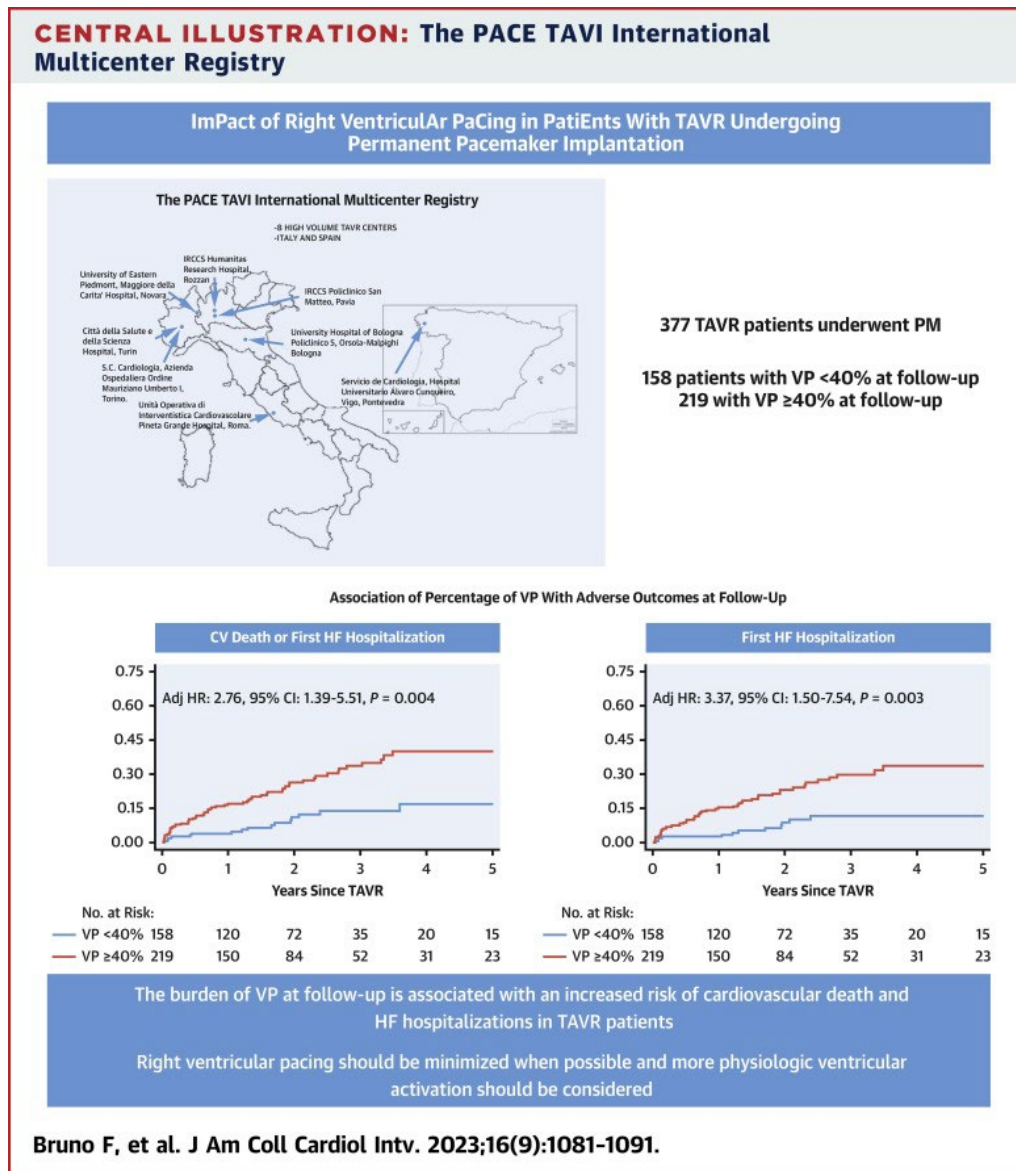 CENTRAL ILLUSTRATION: The PACE TAVI International
Multicenter Registry
ImPact of Right VentriculAr PaCing in PatiEnts With TAVR Undergoing
Permanent Pacemaker Implantation
The PACE TAVI International Multicenter Registry
-8 HIGH VOLUME TAVR CENTERS
-ITALY AND SPAIN
IRCCS Humanitas
Research Hospital,
Rozzan
University of Eastern
Piedmont, Maggiore della
Carita' Hospital, Novara
IRCCS Policlinico San
Matteo, Pavia
Città della Salute e
della Scienza
Hospital, Turin
University Hospital of Bologna
Policlinico S, Orsola-Malpighi
Bologna
S.C. Cardiologia, Azienda
Ospedaliera Ordine
Mauriziano Umberto I,
Torino.
Servicio de Cardiologia, Hospital
Universitario Álvaro Cunqueiro,
Vigo, Pontevedra
Unità Operativa di
Interventistica Cardiovascolare
Pineta Grande Hospital, Roma.
377 TAVR patients underwent PM
158 patients with VP <40% at follow-up
219 with VP ≥40% at follow-up
Association of Percentage of VP With Adverse Outcomes at Follow-Up
CV Death or First HF Hospitalization
0.75
0.60
0.45
0.30
0.15
0.00
Adj HR: 2.76, 95% CI: 1.39-5.51, P = 0.004
0 1 2 3 4 5
Years Since TAVR
No. at Risk:
VP <40% 158 120 72 35 20 15
VP ≥40% 219 150 84 52 31 23
First HF Hospitalization
0.75
0.60
0.45
0.30
0.15
0.00
Adj HR: 3.37, 95% CI: 1.50-7.54, P = 0.003
0 1 2 3 4 5
Years Since TAVR
No. at Risk:
VP <40% 158 120 72 35 20 15
VP ≥40% 219 150 84 52 31 23
The burden of VP at follow-up is associated with an increased risk of cardiovascular death and
HF hospitalizations in TAVR patients
Right ventricular pacing should be minimized when possible and more physiologic ventricular
activation should be considered
Bruno F, et al. J Am Coll Cardiol Intv. 2023;16(9):1081–1091.